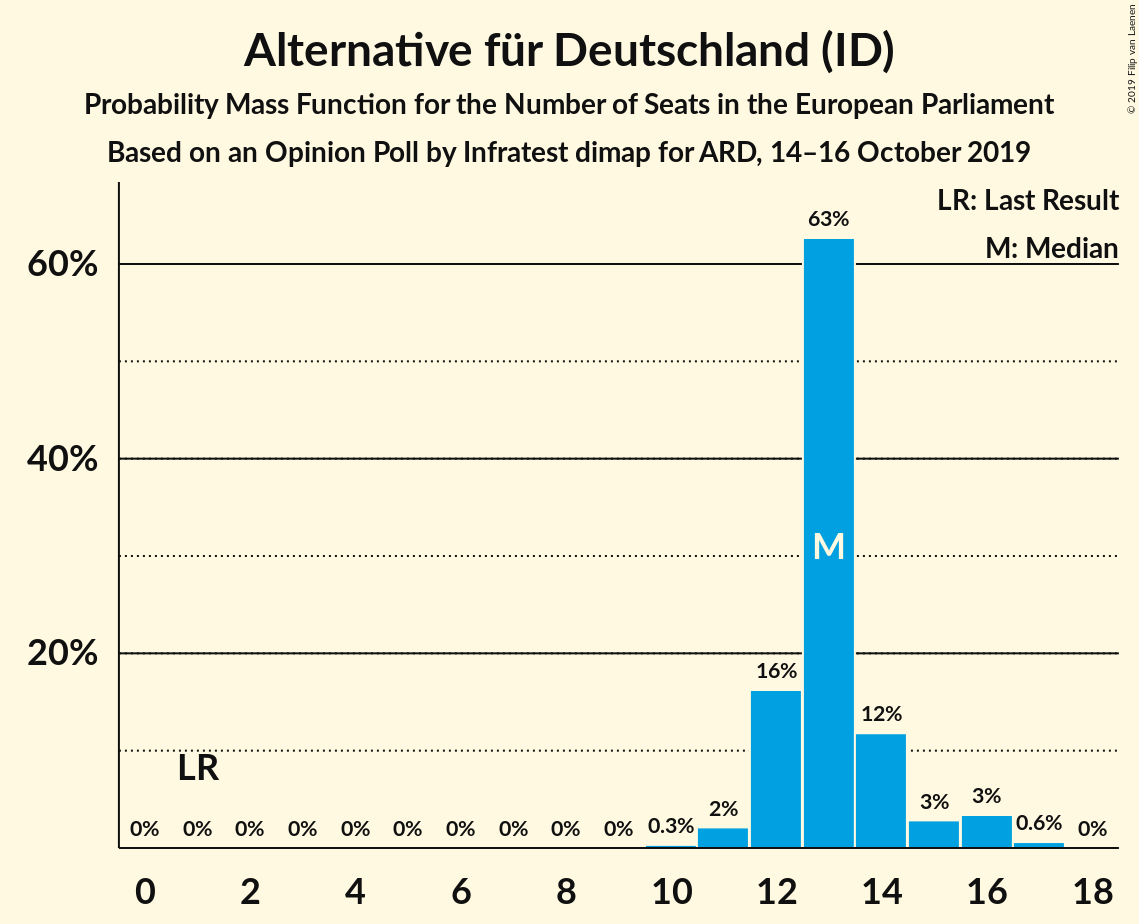 Alternative für Deutschland (ID)
Probability Mass Function for the Number of Seats in the European Parliament
Based on an Opinion Poll by Infratest dimap for ARD, 14–16 October 2019
© 2019 Filip van Laenen
LR: Last Result
M: Median
60%
40%
20%
63%
M
16%
12%
LR
0% 0% 0% 0% 0% 0% 0% 0% 0% 0% 0.3% 2% 3% 3% 0.6% 0%
0 2 4 6 8 10 12 14 16 18